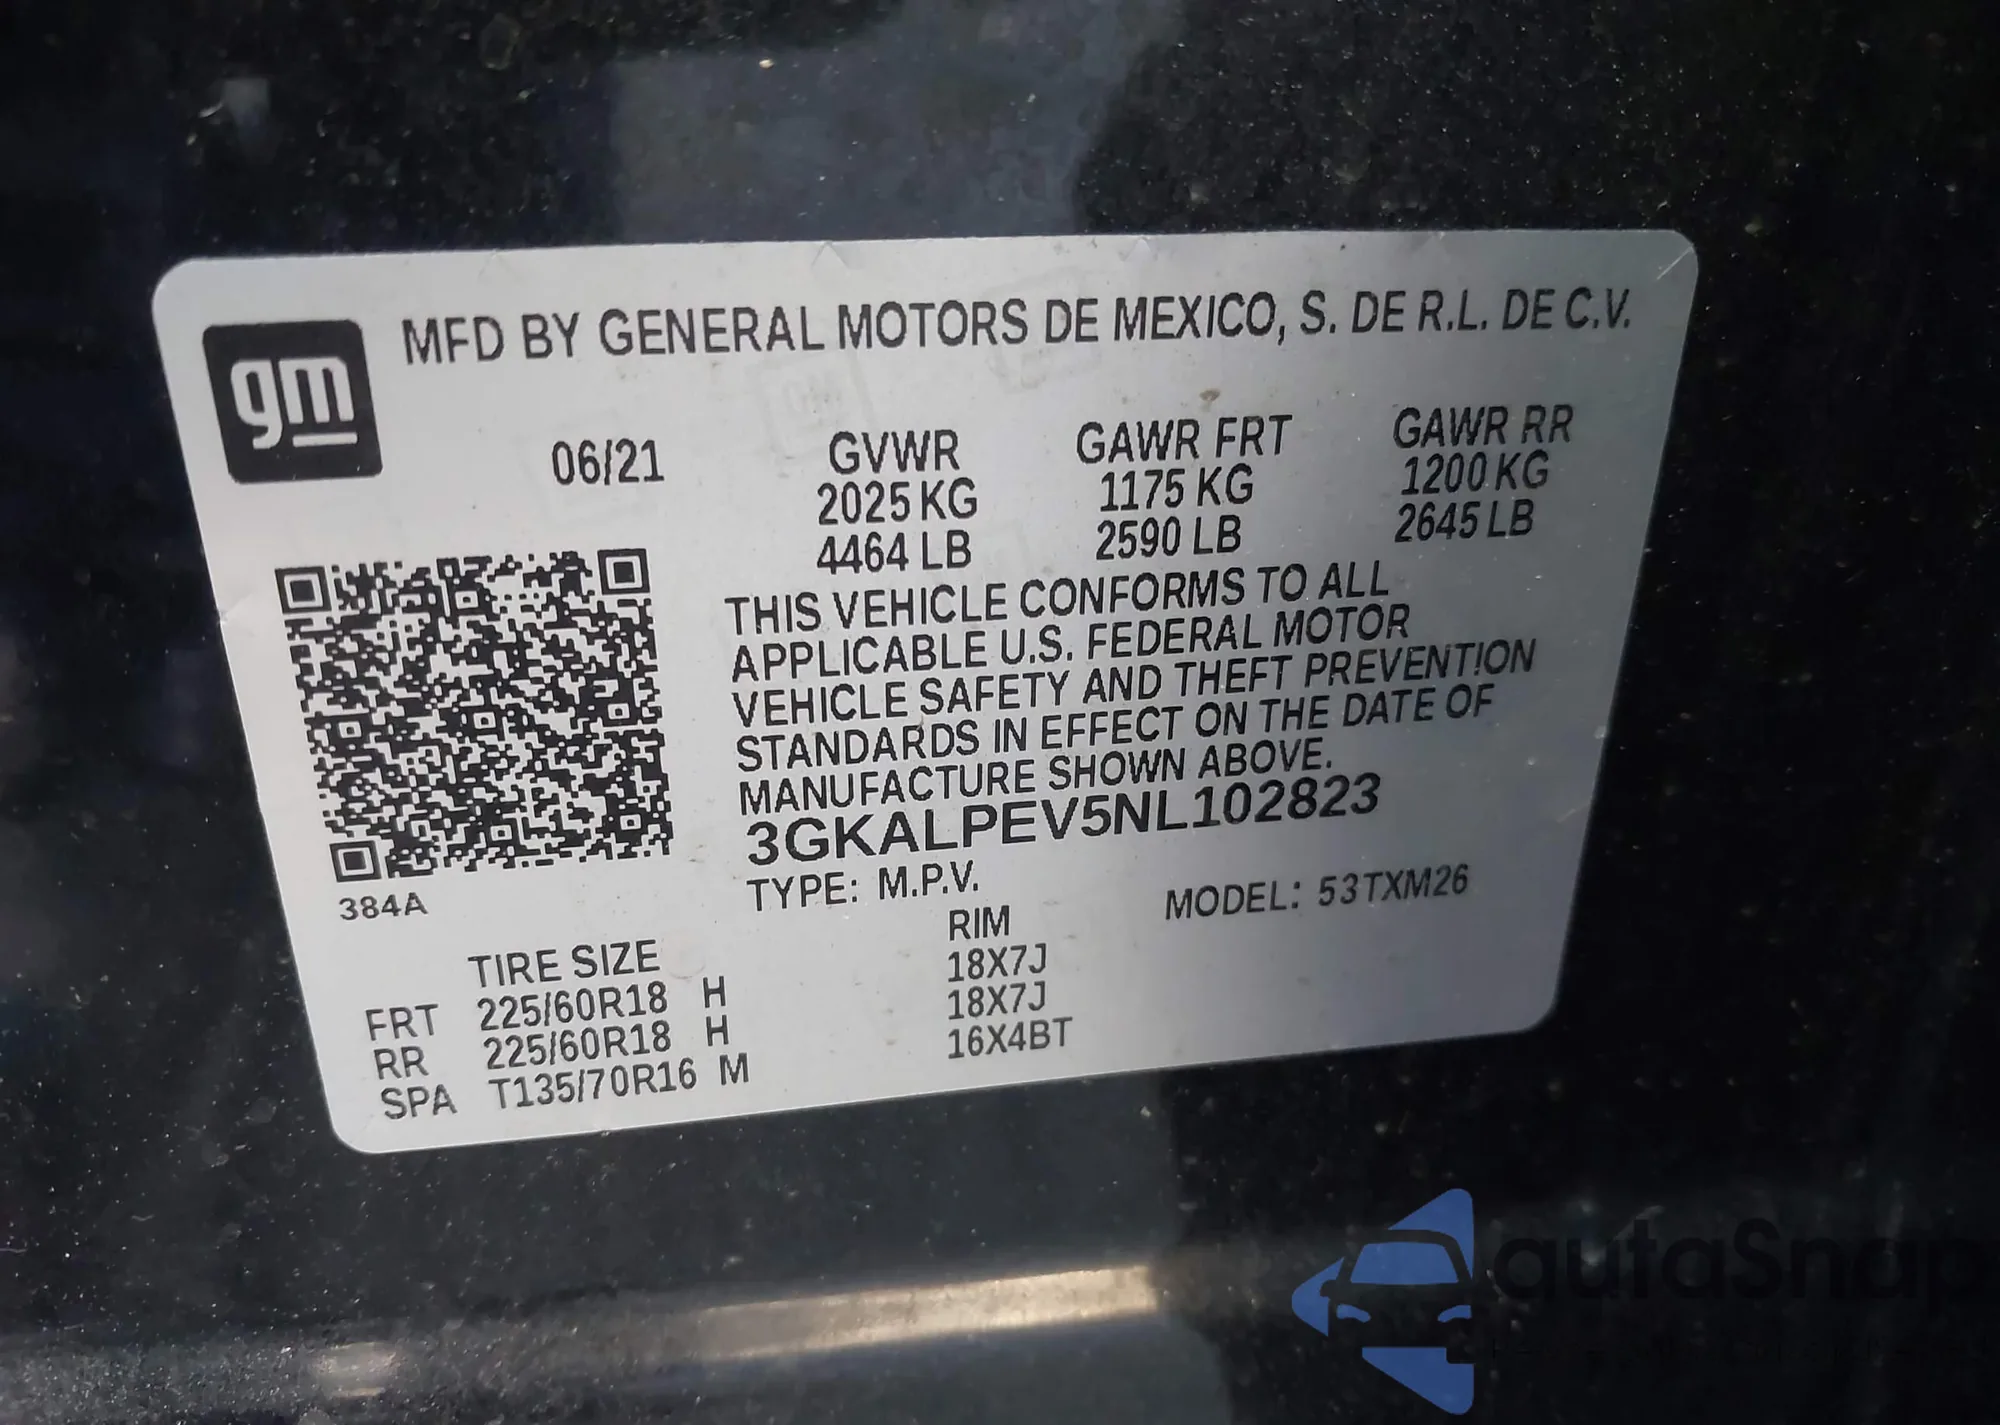 gm
MFD BY GENERAL MOTORS DE MEXICO, S. DE R.L. DE C.V.
06/21
GVWR GAWR FRT GAWR RR
2025 KG 1175 KG 1200 KG
4464 LB 2590 LB 2645 LB
THIS VEHICLE CONFORMS TO ALL
APPLICABLE U.S. FEDERAL MOTOR
VEHICLE SAFETY AND THEFT PREVENTION
STANDARDS IN EFFECT ON THE DATE OF
MANUFACTURE SHOWN ABOVE.
3GKALPEV5NL102823
TYPE: M.P.V. MODEL: 53TXM26
384A
TIRE SIZE RIM
FRT 225/60R18 H 18X7J
RR 225/60R18 H 18X7J
SPA T135/70R16 M 16X4BT
autaSnap